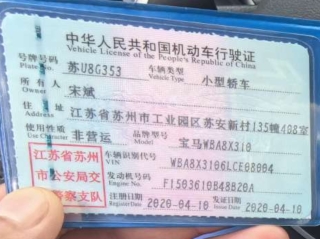 中华人民共和国机动车行驶证
Vehicle License of the People's Republic of China
号牌号码 苏U8G353 车辆类型 小型轿车
Plate No. Vehicle Type
所有人 宋斌
Owner
住址 江苏省苏州市工业园区苏安新村135幢408室
Address
使用性质 非营运 品牌型号 宝马WBA8X310
Use Character Model
江苏省苏州 车辆识别代号 WBA8X3106LCE08004
VIN
市公安局交 发动机号码 F1503610B48B20A
Engine No.
警察支队 注册日期 2020-04-10 发证日期 2020-04-10
Register Date Issue Date